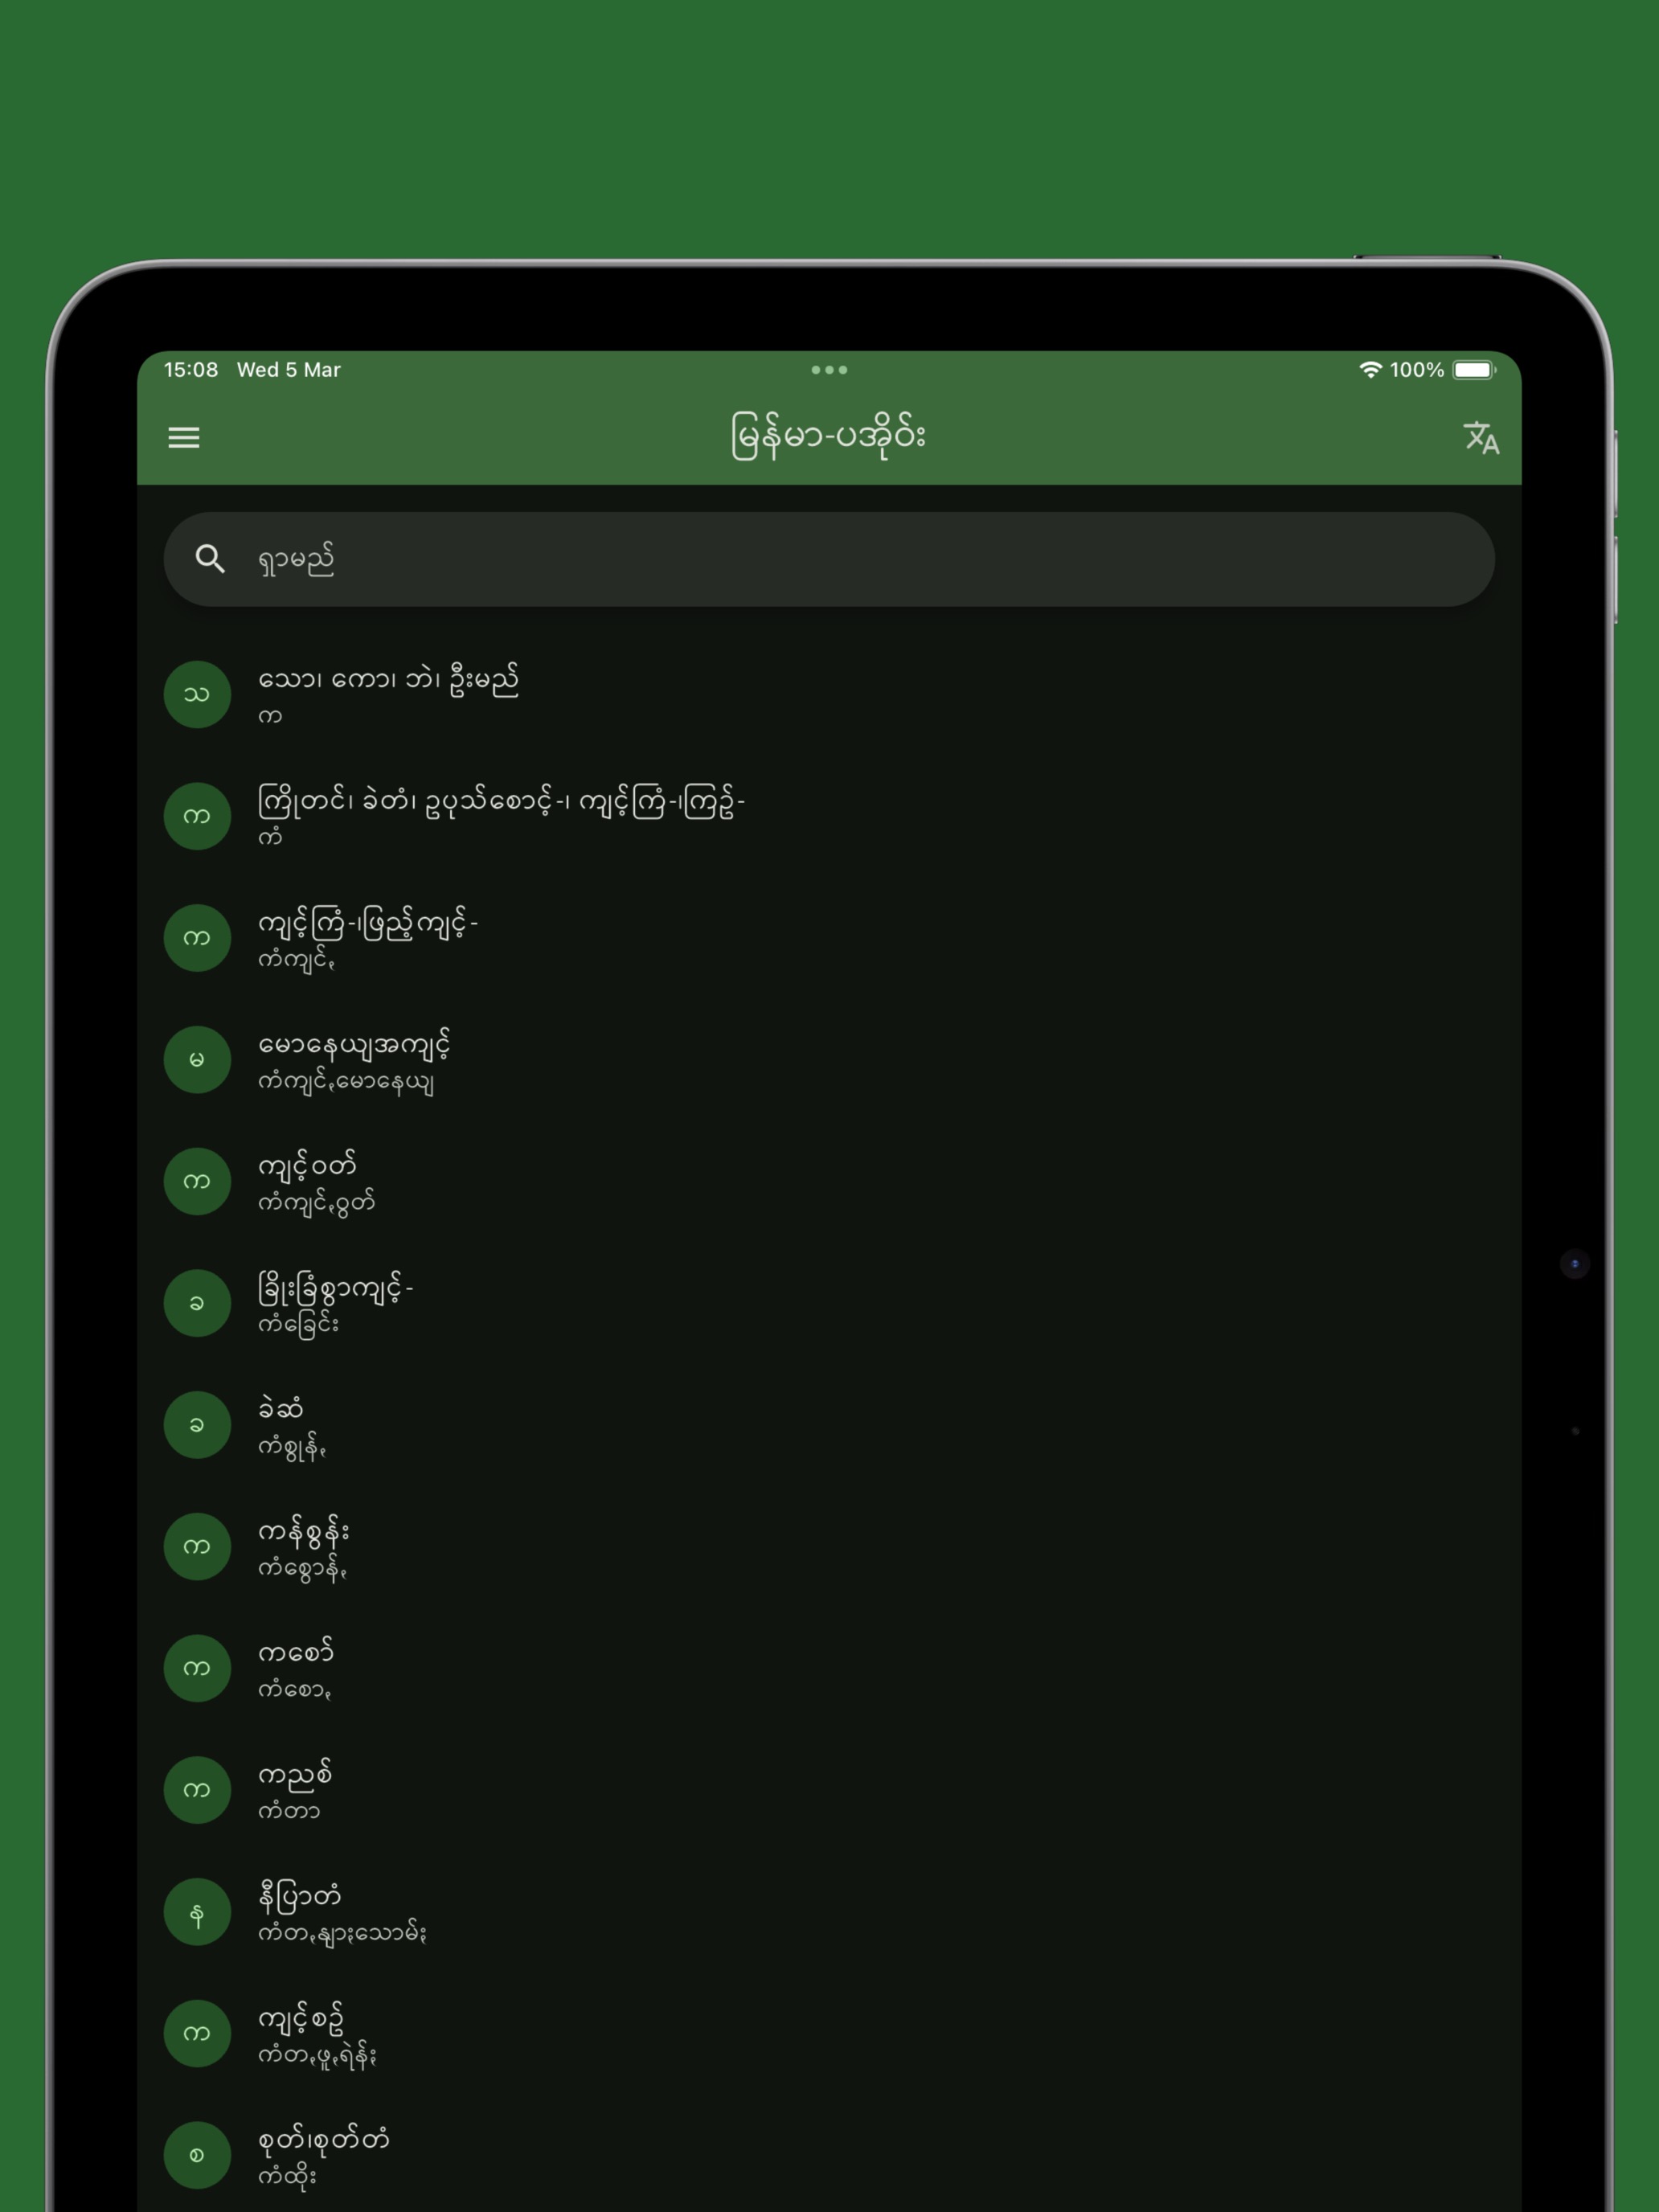 15:08 Wed 5 Mar 100%
မြန်မာ-ပအိုဝ်း
ရှာမည်
သ
သော၊ ကော၊ ဘဲ၊ ဦးမည်
က
က
ကြိုတင်၊ ခဲတံ၊ ဥပုသ်စောင့်-၊ ကျင့်ကြံ-၊ကြဥ်-
ကံ
က
ကျင့်ကြံ-၊ဖြည့်ကျင့်-
ကံကျင်ႇ
မ
မောနေယျအကျင့်
ကံကျင်ႇမောနေယျ
က
ကျင့်ဝတ်
ကံကျင်ႇဝွတ်
ခ
ခြိုးခြံစွာကျင့်-
ကံခြေင်း
ခ
ခဲဆံ
ကံစွုန်ႇ
က
ကန်စွန်း
ကံစွောန်ႇ
က
ကစော်
ကံစောႇ
က
ကညစ်
ကံတာ
န
နီပြာတံ
ကံတႇနျာႏသောမ်ႏ
က
ကျင့်စဥ်
ကံတႇဖူႇရဲန်ႏ
စ
စုတ်၊စုတ်တံ
ကံထိုး